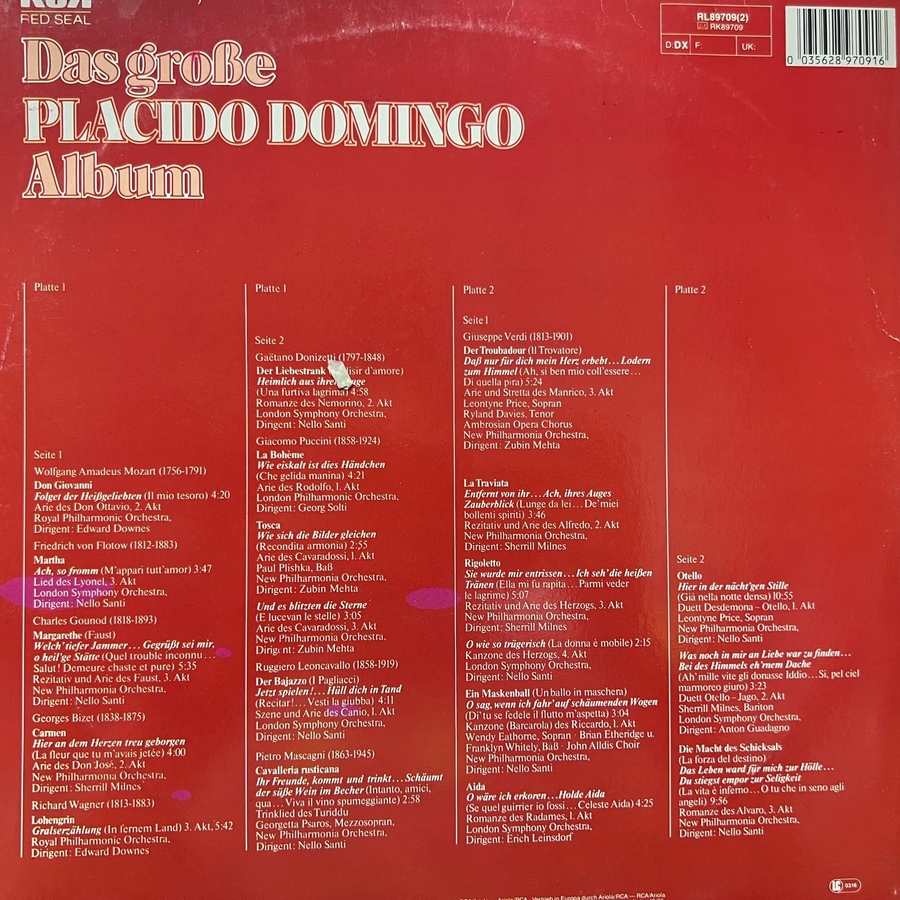 RCA
RED SEAL
Das große
PLACIDO DOMINGO
Album
RL89709(2)
RK89709
D: DX F: UK:
0 035628 970916
Platte 1
Seite 1
Wolfgang Amadeus Mozart (1756-1791)
Don Giovanni
Folget der Heißgeliebten (Il mio tesoro) 4:20
Arie des Don Ottavio, 2. Akt
Royal Philharmonic Orchestra,
Dirigent: Edward Downes
Friedrich von Flotow (1812-1883)
Martha
Ach, so fromm (M'appari tutt'amor) 3:47
Lied des Lyonel, 3. Akt
London Symphony Orchestra,
Dirigent: Nello Santi
Charles Gounod (1818-1893)
Margarethe (Faust)
Welch' tiefer Jammer... Gegrüßt sei mir,
o heil'ge Stätte (Quel trouble inconnu...
Salut! Demeure chaste et pure) 5:35
Rezitativ und Arie des Faust, 3. Akt
New Philharmonia Orchestra,
Dirigent: Nello Santi
Georges Bizet (1838-1875)
Carmen
Hier an dem Herzen treu geborgen
(La fleur que tu m'avais jetée) 4:00
Arie des Don José, 2. Akt
New Philharmonia Orchestra,
Dirigent: Sherrill Milnes
Richard Wagner (1813-1883)
Lohengrin
Gralserzählung (In fernem Land) 3. Akt, 5:42
Royal Philharmonic Orchestra,
Dirigent: Edward Downes
Platte 1
Seite 2
Gaëtano Donizetti (1797-1848)
Der Liebestrank (L'elisir d'amore)
Heimlich aus ihrem Auge
(Una furtiva lagrima) 4:58
Romanze des Nemorino, 2. Akt
London Symphony Orchestra,
Dirigent: Nello Santi
Giacomo Puccini (1858-1924)
La Bohème
Wie eiskalt ist dies Händchen
(Che gelida manina) 4:21
Arie des Rodolfo, 1. Akt
London Philharmonic Orchestra,
Dirigent: Georg Solti
Tosca
Wie sich die Bilder gleichen
(Recondita armonia) 2:55
Arie des Cavaradossi, 1. Akt
Paul Plishka, Baß
New Philharmonia Orchestra,
Dirigent: Zubin Mehta
Und es blitzten die Sterne
(E lucevan le stelle) 3:05
Arie des Cavaradossi, 3. Akt
New Philharmonia Orchestra,
Dirigent: Zubin Mehta
Ruggiero Leoncavallo (1858-1919)
Der Bajazzo (I Pagliacci)
Jetzt spielen!... Hüll dich in Tand
(Recitar!... Vesti la giubba) 4:11
Szene und Arie des Canio, 1. Akt
London Symphony Orchestra,
Dirigent: Nello Santi
Pietro Mascagni (1863-1945)
Cavalleria rusticana
Ihr Freunde, kommt und trinkt... Schäumt
der süße Wein im Becher (Intanto, amici,
qua... Viva il vino spumeggiante) 2:58
Trinklied des Turiddu
Georgetta Psaros, Mezzosopran,
New Philharmonia Orchestra,
Dirigent: Nello Santi
Platte 2
Seite 1
Giuseppe Verdi (1813-1901)
Der Troubadour (Il Trovatore)
Daß nur für dich mein Herz erbebt... Lodern
zum Himmel (Ah, si ben mio coll'essere...
Di quella pira) 5:24
Arie und Stretta des Manrico, 3. Akt
Leontyne Price, Sopran
Ryland Davies, Tenor
Ambrosian Opera Chorus
New Philharmonia Orchestra,
Dirigent: Zubin Mehta
La Traviata
Entfernt von ihr... Ach, ihres Auges
Zauberblick (Lunge da lei... De' miei
bollenti spiriti) 3:46
Rezitativ und Arie des Alfredo, 2. Akt
New Philharmonia Orchestra,
Dirigent: Sherrill Milnes
Rigoletto
Sie wurde mir entrissen... Ich seh' die heißen
Tränen (Ella mi fu rapita... Parmi veder
le lagrime) 5:07
Rezitativ und Arie des Herzogs, 3. Akt
New Philharmonia Orchestra,
Dirigent: Sherrill Milnes
O wie so trügerisch (La donna è mobile) 2:15
Kanzone des Herzogs, 4. Akt
London Symphony Orchestra,
Dirigent: Nello Santi
Ein Maskenball (Un ballo in maschera)
O sag, wenn ich fahr' auf schäumenden Wogen
(Di' tu se fedele il flutto m'aspetta) 3:04
Kanzone (Barcarola) des Riccardo, 1. Akt
Wendy Eathorne, Sopran · Brian Etheridge u.
Franklyn Whitely, Baß · John Alldis Choir
New Philharmonia Orchestra,
Dirigent: Nello Santi
Aida
O wäre ich erkoren... Holde Aida
(Se quel guerrier io fossi... Celeste Aida) 4:25
Romanze des Radames, 1. Akt
London Symphony Orchestra,
Dirigent: Erich Leinsdorf
Platte 2
Seite 2
Otello
Hier in der nächt'gen Stille
(Già nella notte densa) 10:55
Duett Desdemona – Otello, 1. Akt
Leontyne Price, Sopran
New Philharmonia Orchestra,
Dirigent: Nello Santi
Was noch in mir an Liebe war zu finden...
Bei des Himmels eh'rnem Dache
(Ah' mille vite gli donasse Iddio... Si, pel ciel
marmoreo giuro) 3:23
Duett Otello – Jago, 2. Akt
Sherrill Milnes, Bariton
London Symphony Orchestra,
Dirigent: Anton Guadagno
Die Macht des Schicksals
(La forza del destino)
Das Leben ward für mich zur Hölle...
Du stiegst empor zur Seligkeit
(La vita è inferno... O tu che in seno agli
angeli) 9:56
Romanze des Alvaro, 3. Akt
New Philharmonia Orchestra,
Dirigent: Nello Santi
LC 0316
Ariola/RCA · Vertrieb in Europa durch Ariola/RCA — RCA/Ariola